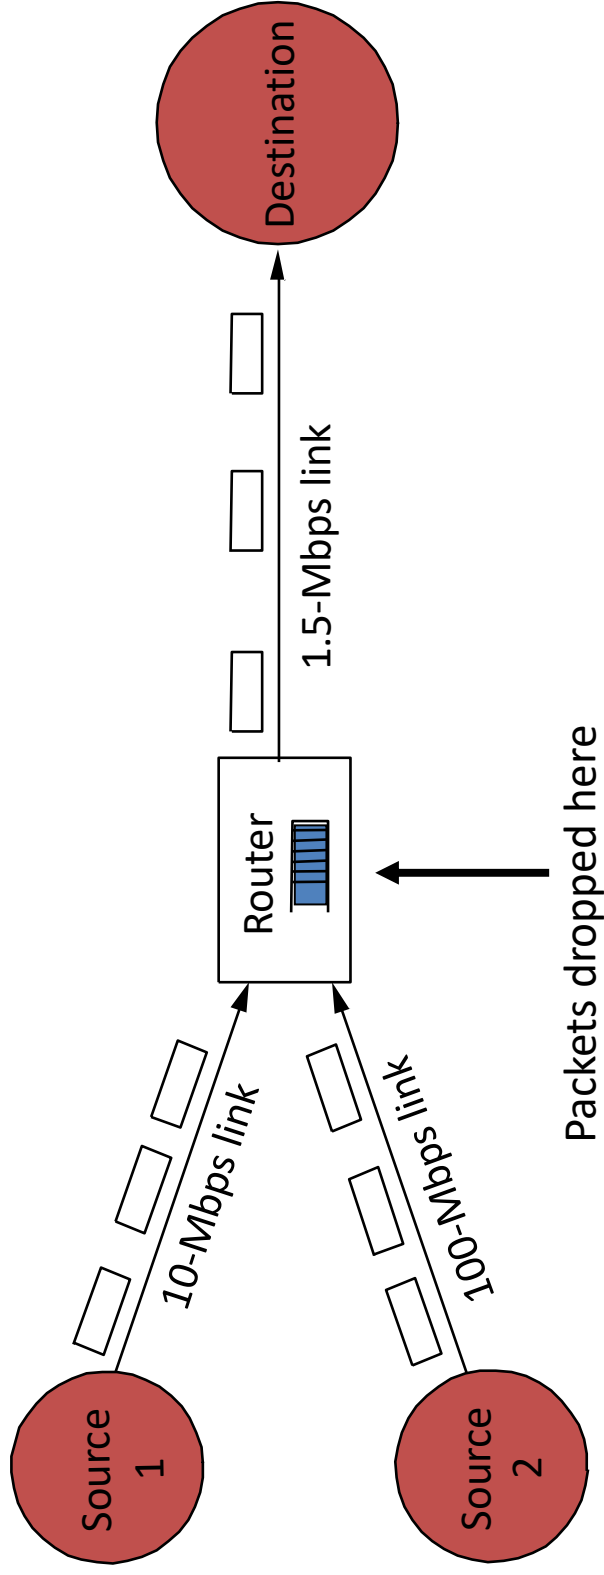 Source
1
10-Mbps link
Router
1.5-Mbps link
Destination
Source
2
100-Mbps link
Packets dropped here